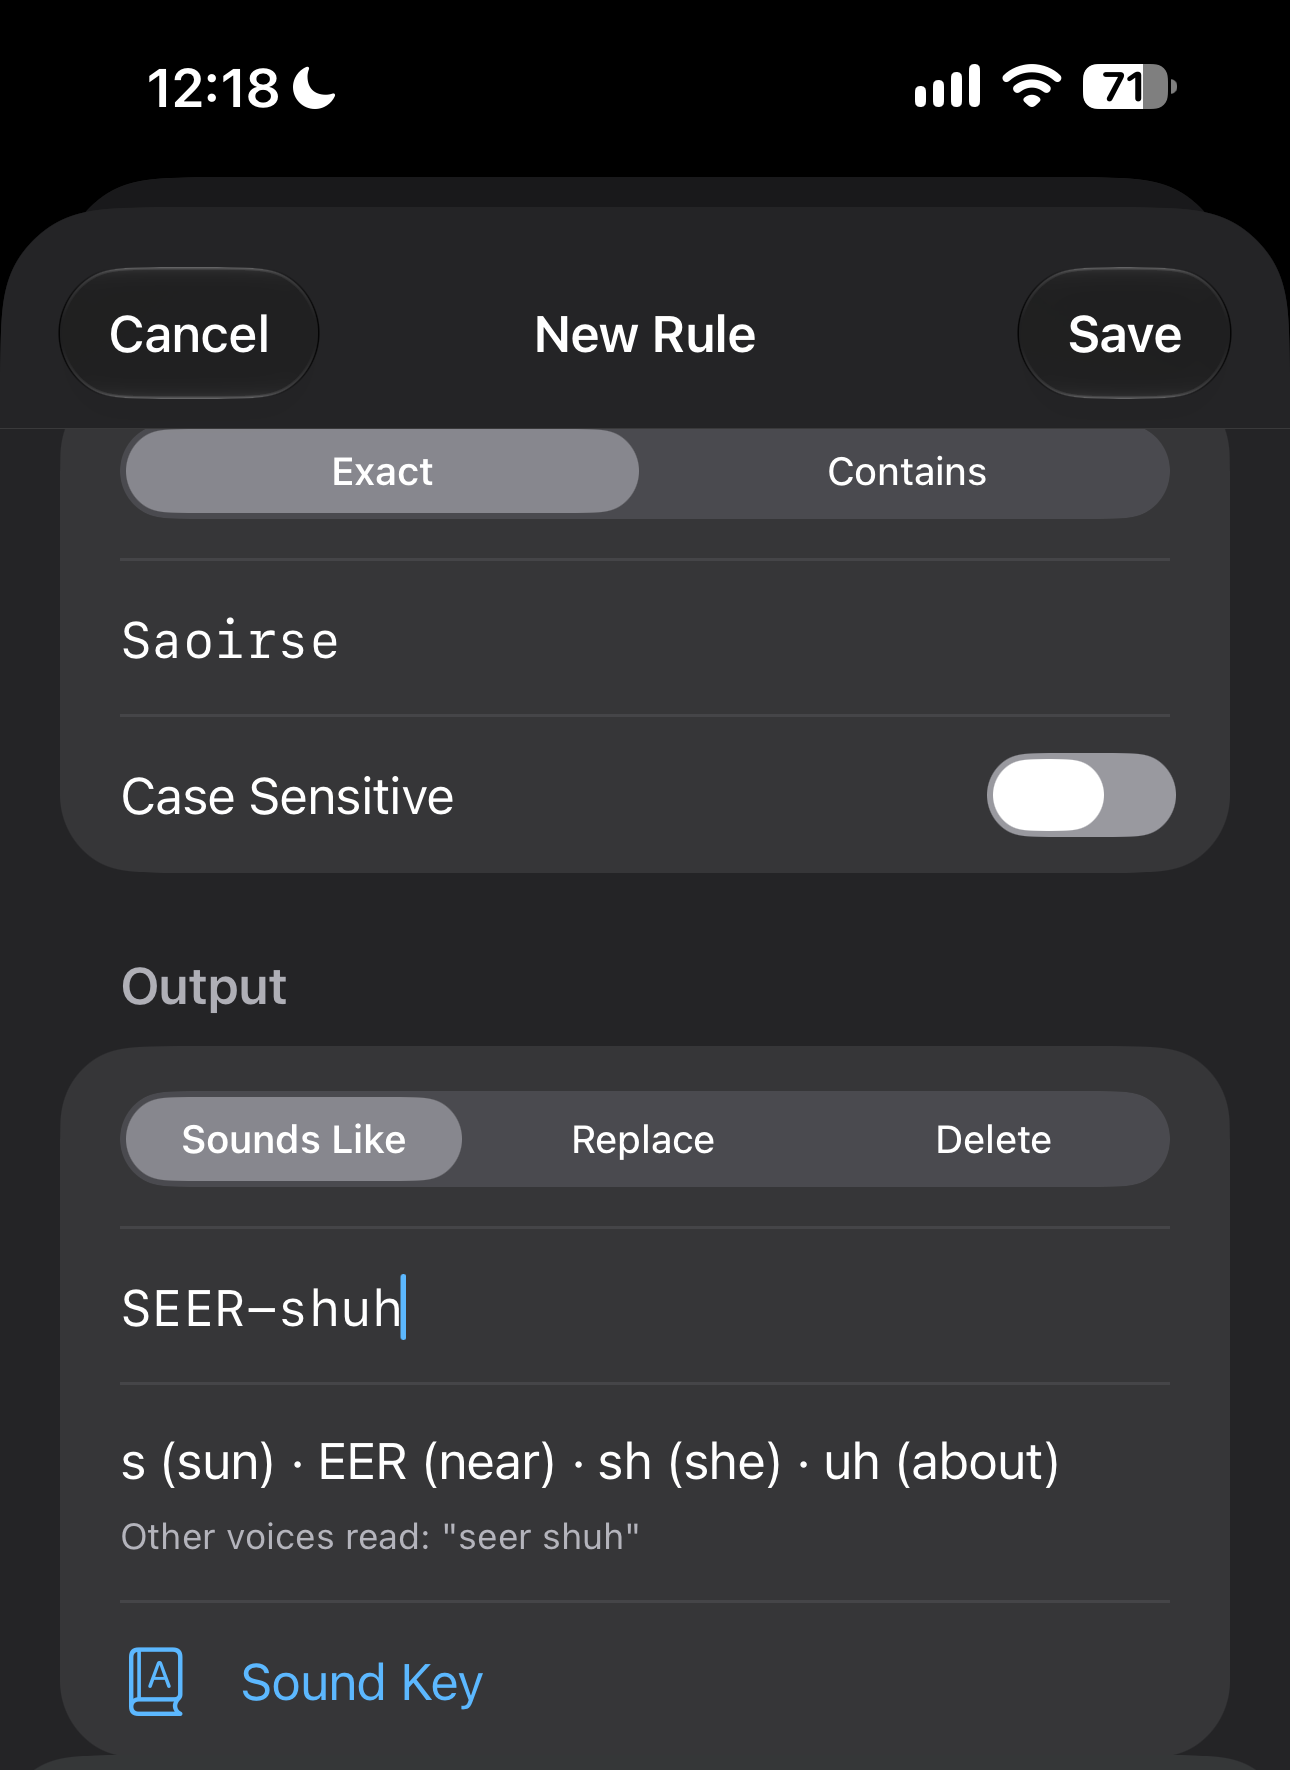 12:18
71
Cancel
New Rule
Save
Exact
Contains
Saoirse
Case Sensitive
Output
Sounds Like
Replace
Delete
SEER–shuh
s (sun) · EER (near) · sh (she) · uh (about)
Other voices read: "seer shuh"
A
Sound Key